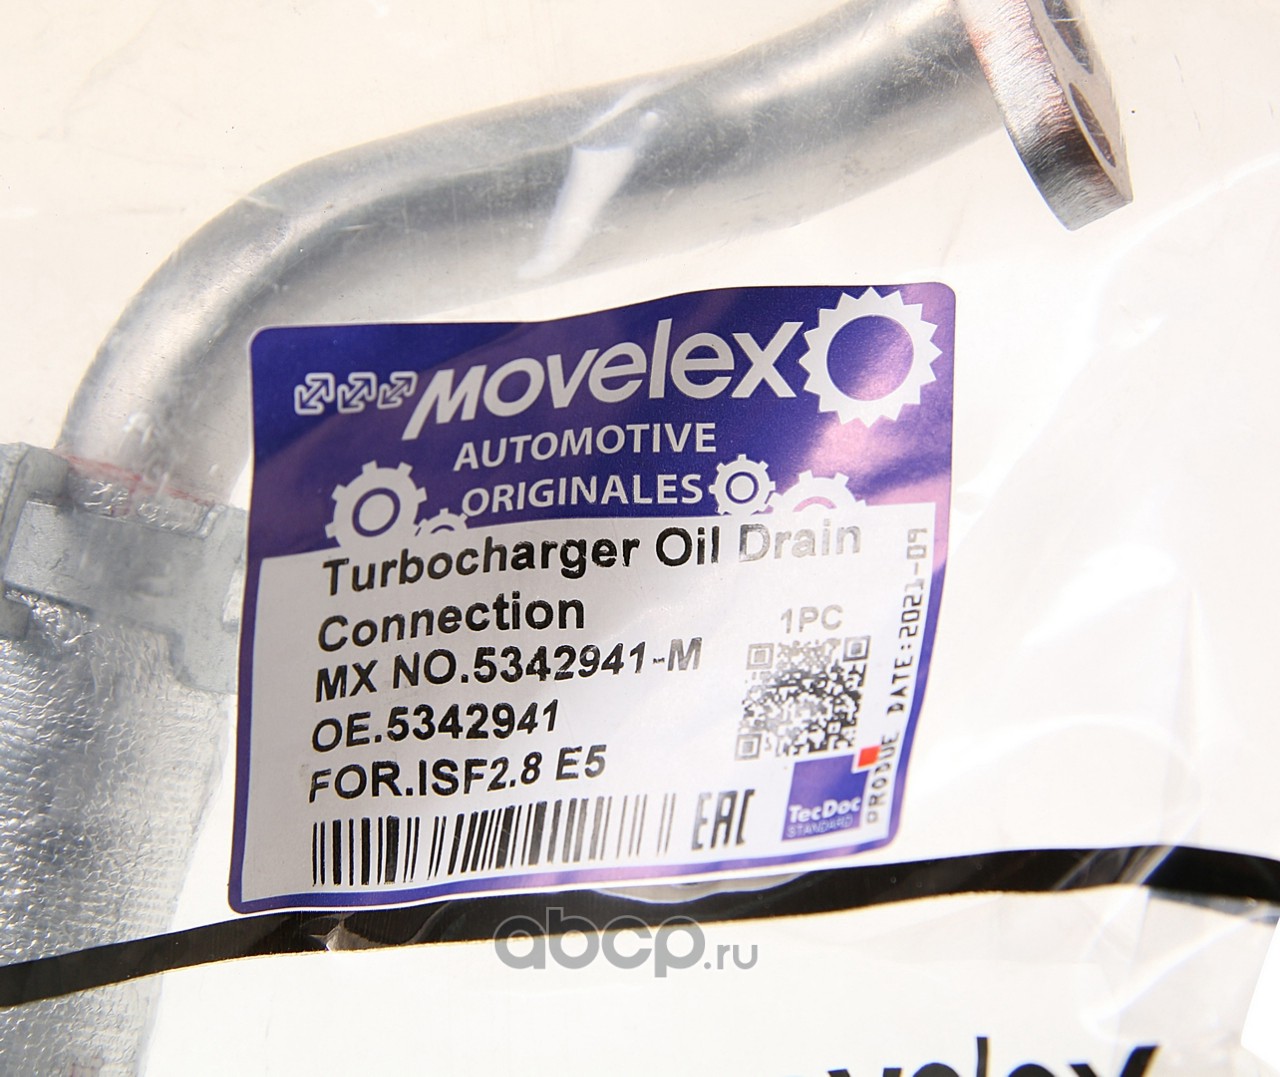 MOVELEX
AUTOMOTIVE
ORIGINALES
Turbocharger Oil Drain
Connection
1PC
MX NO.5342941-M
OE.5342941
FOR.ISF2.8 E5
PRODUE DATE:2021-09
EAC
TecDoc
STANDARD
abcp.ru
movelex